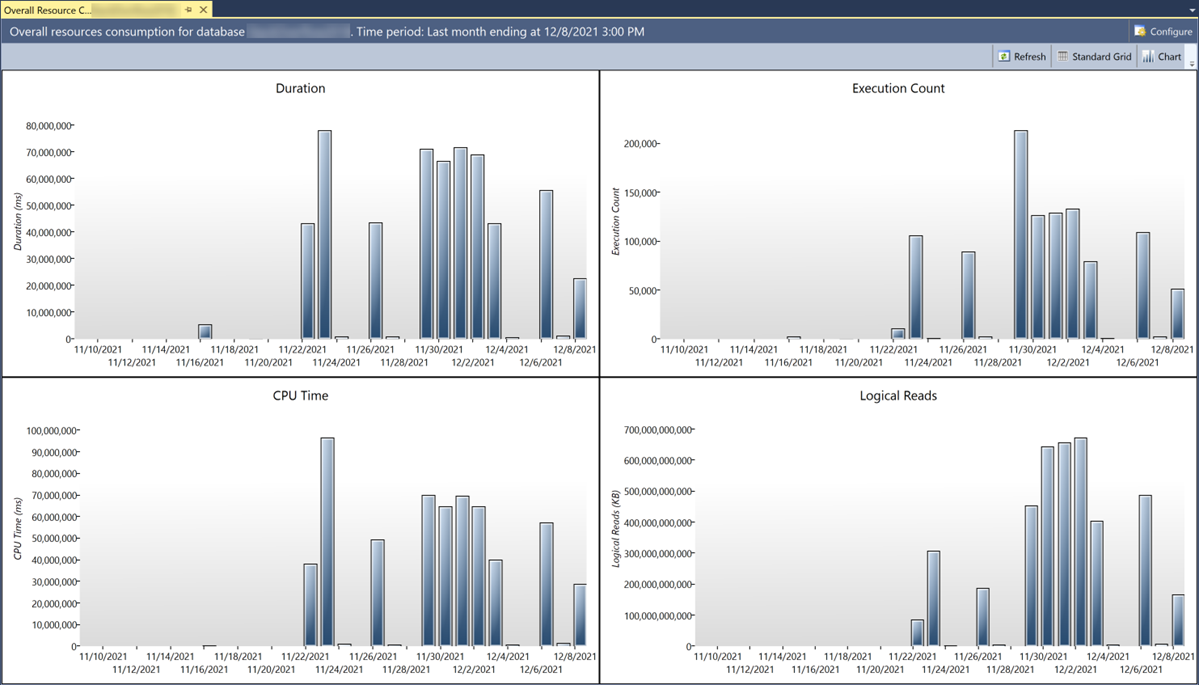 Overall Resource C...
Overall resources consumption for database . Time period: Last month ending at 12/8/2021 3:00 PM
Configure
Refresh Standard Grid Chart
Duration
80,000,000
70,000,000
60,000,000
50,000,000
40,000,000
30,000,000
20,000,000
10,000,000
0
Duration (ms)
11/10/2021 11/14/2021 11/18/2021 11/22/2021 11/26/2021 11/30/2021 12/4/2021 12/8/2021
11/12/2021 11/16/2021 11/20/2021 11/24/2021 11/28/2021 12/2/2021 12/6/2021
Execution Count
200,000
150,000
100,000
50,000
0
Execution Count
11/10/2021 11/14/2021 11/18/2021 11/22/2021 11/26/2021 11/30/2021 12/4/2021 12/8/2021
11/12/2021 11/16/2021 11/20/2021 11/24/2021 11/28/2021 12/2/2021 12/6/2021
CPU Time
100,000,000
90,000,000
80,000,000
70,000,000
60,000,000
50,000,000
40,000,000
30,000,000
20,000,000
10,000,000
0
CPU Time (ms)
11/10/2021 11/14/2021 11/18/2021 11/22/2021 11/26/2021 11/30/2021 12/4/2021 12/8/2021
11/12/2021 11/16/2021 11/20/2021 11/24/2021 11/28/2021 12/2/2021 12/6/2021
Logical Reads
700,000,000,000
600,000,000,000
500,000,000,000
400,000,000,000
300,000,000,000
200,000,000,000
100,000,000,000
0
Logical Reads (KB)
11/10/2021 11/14/2021 11/18/2021 11/22/2021 11/26/2021 11/30/2021 12/4/2021 12/8/2021
11/12/2021 11/16/2021 11/20/2021 11/24/2021 11/28/2021 12/2/2021 12/6/2021